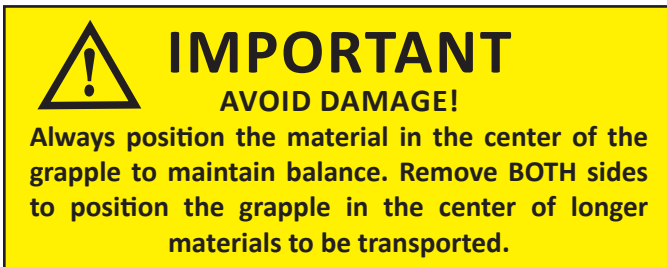 IMPORTANT
AVOID DAMAGE!
Always position the material in the center of the
grapple to maintain balance. Remove BOTH sides
to position the grapple in the center of longer
materials to be transported.